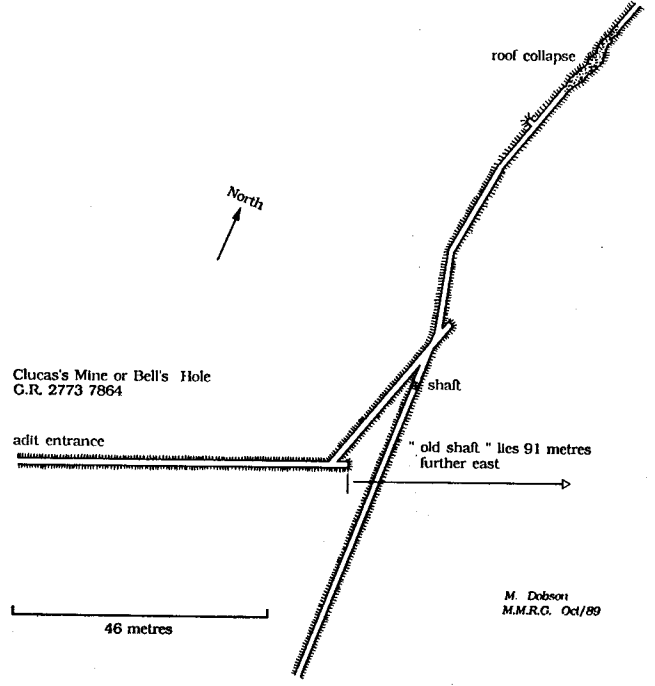 roof collapse
North
Clucas's Mine or Bell's Hole
G.R. 2773 7864
shaft
adit entrance
" old shaft " lies 91 metres
further east
46 metres
M. Dobson
M.M.R.G. Oct/89